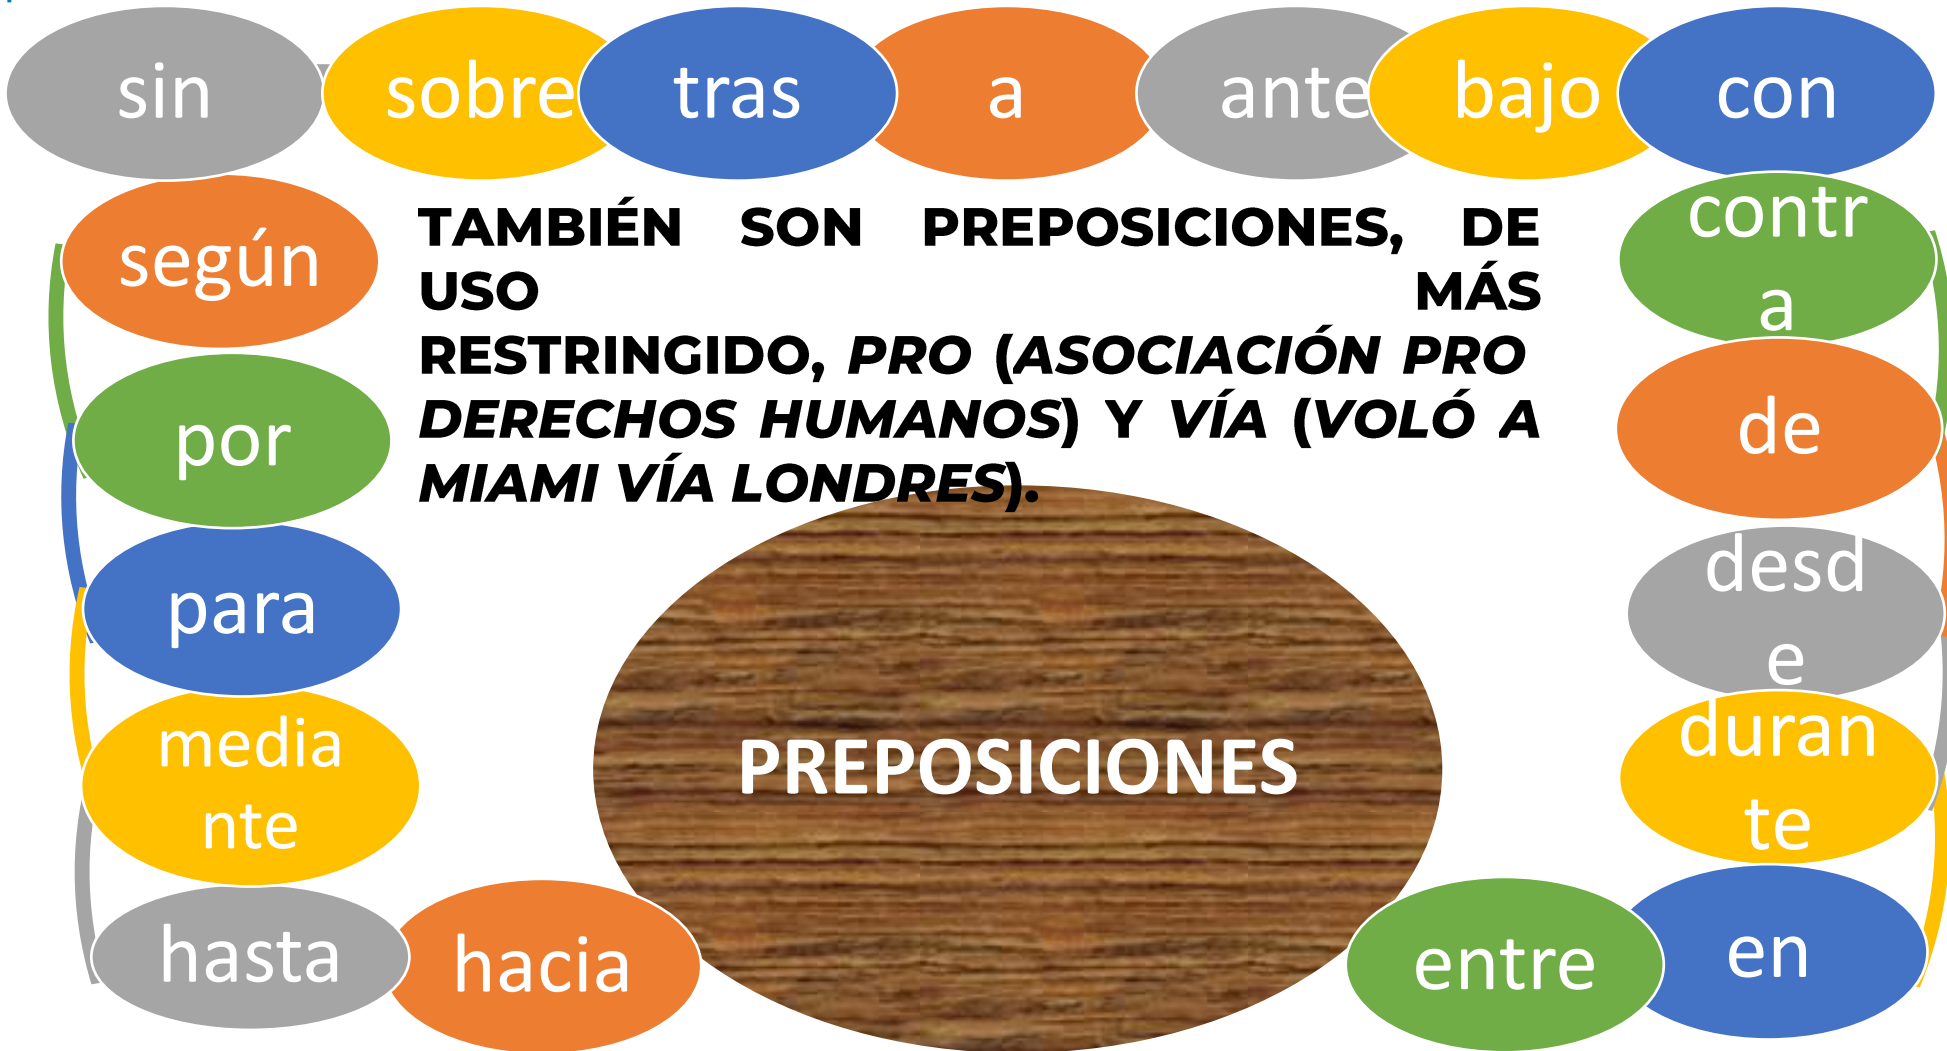 sin
sobre
tras
a
ante
bajo
con
contr
a
de
desd
e
duran
te
en
entre
hacia
hasta
media
nte
para
por
según
TAMBIÉN SON PREPOSICIONES, DE
USO MÁS
RESTRINGIDO, PRO (ASOCIACIÓN PRO
DERECHOS HUMANOS) Y VÍA (VOLÓ A
MIAMI VÍA LONDRES).
PREPOSICIONES